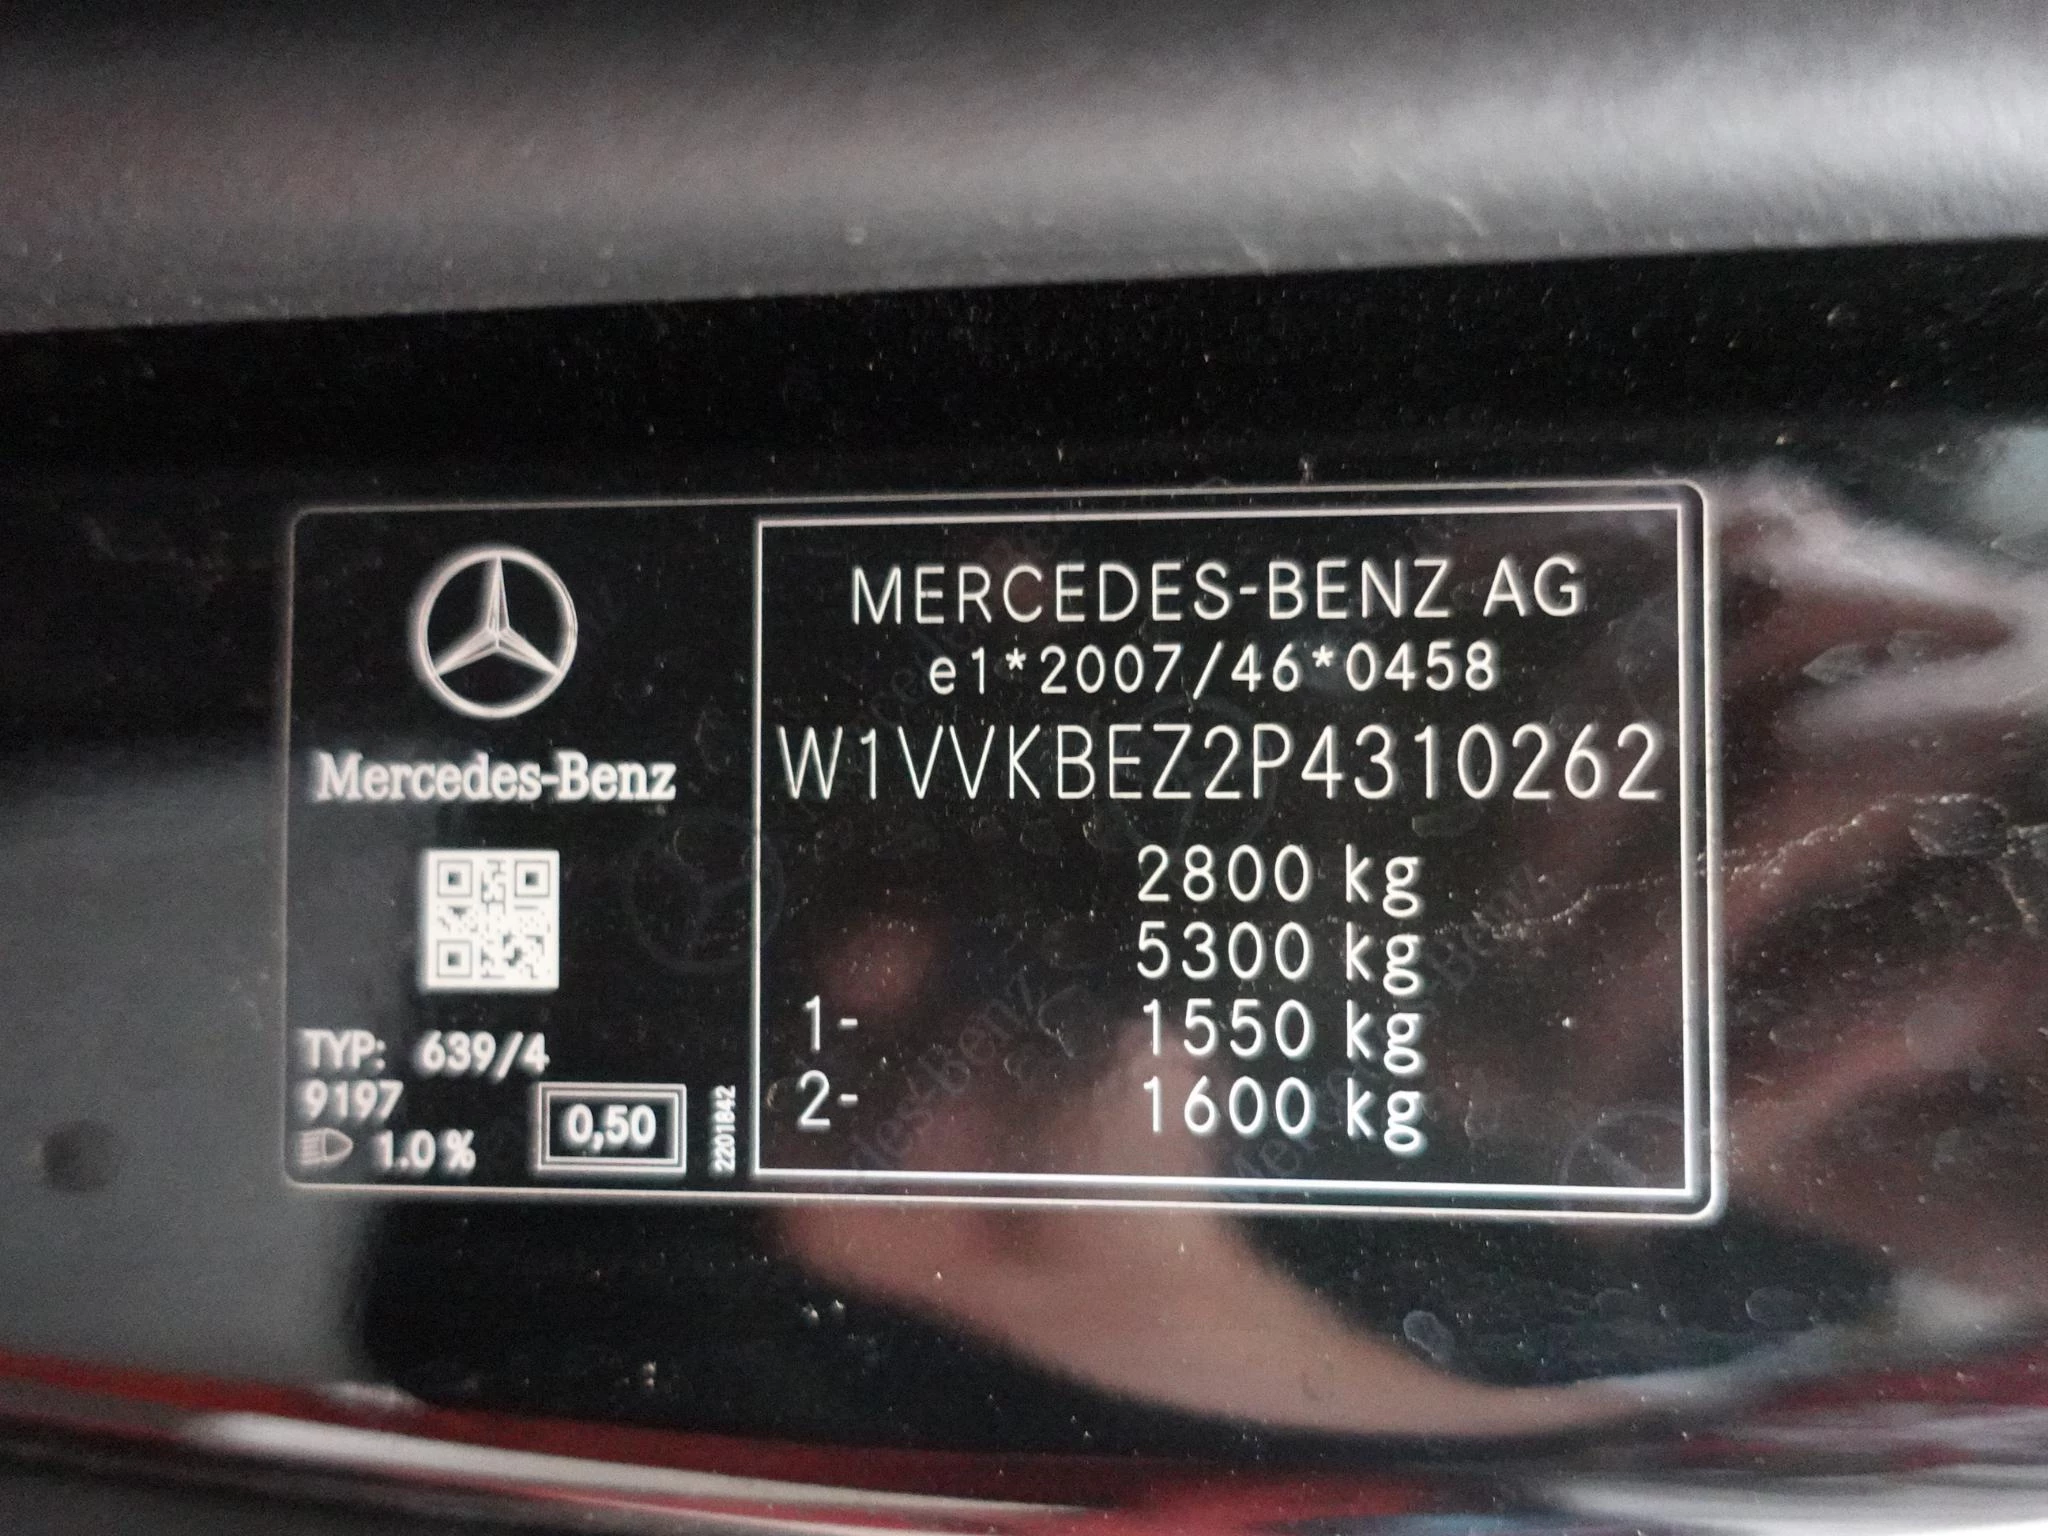 Mercedes-Benz
TYP: 639/4
9197
1.0 %
0,50
2201842
MERCEDES-BENZ AG
e1*2007/46*0458
W1VVKBEZ2P4310262
2800 kg
5300 kg
1- 1550 kg
2- 1600 kg